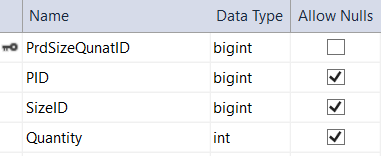 Name Data Type Allow Nulls
PrdSizeQunatID bigint
PID bigint
SizeID bigint
Quantity int